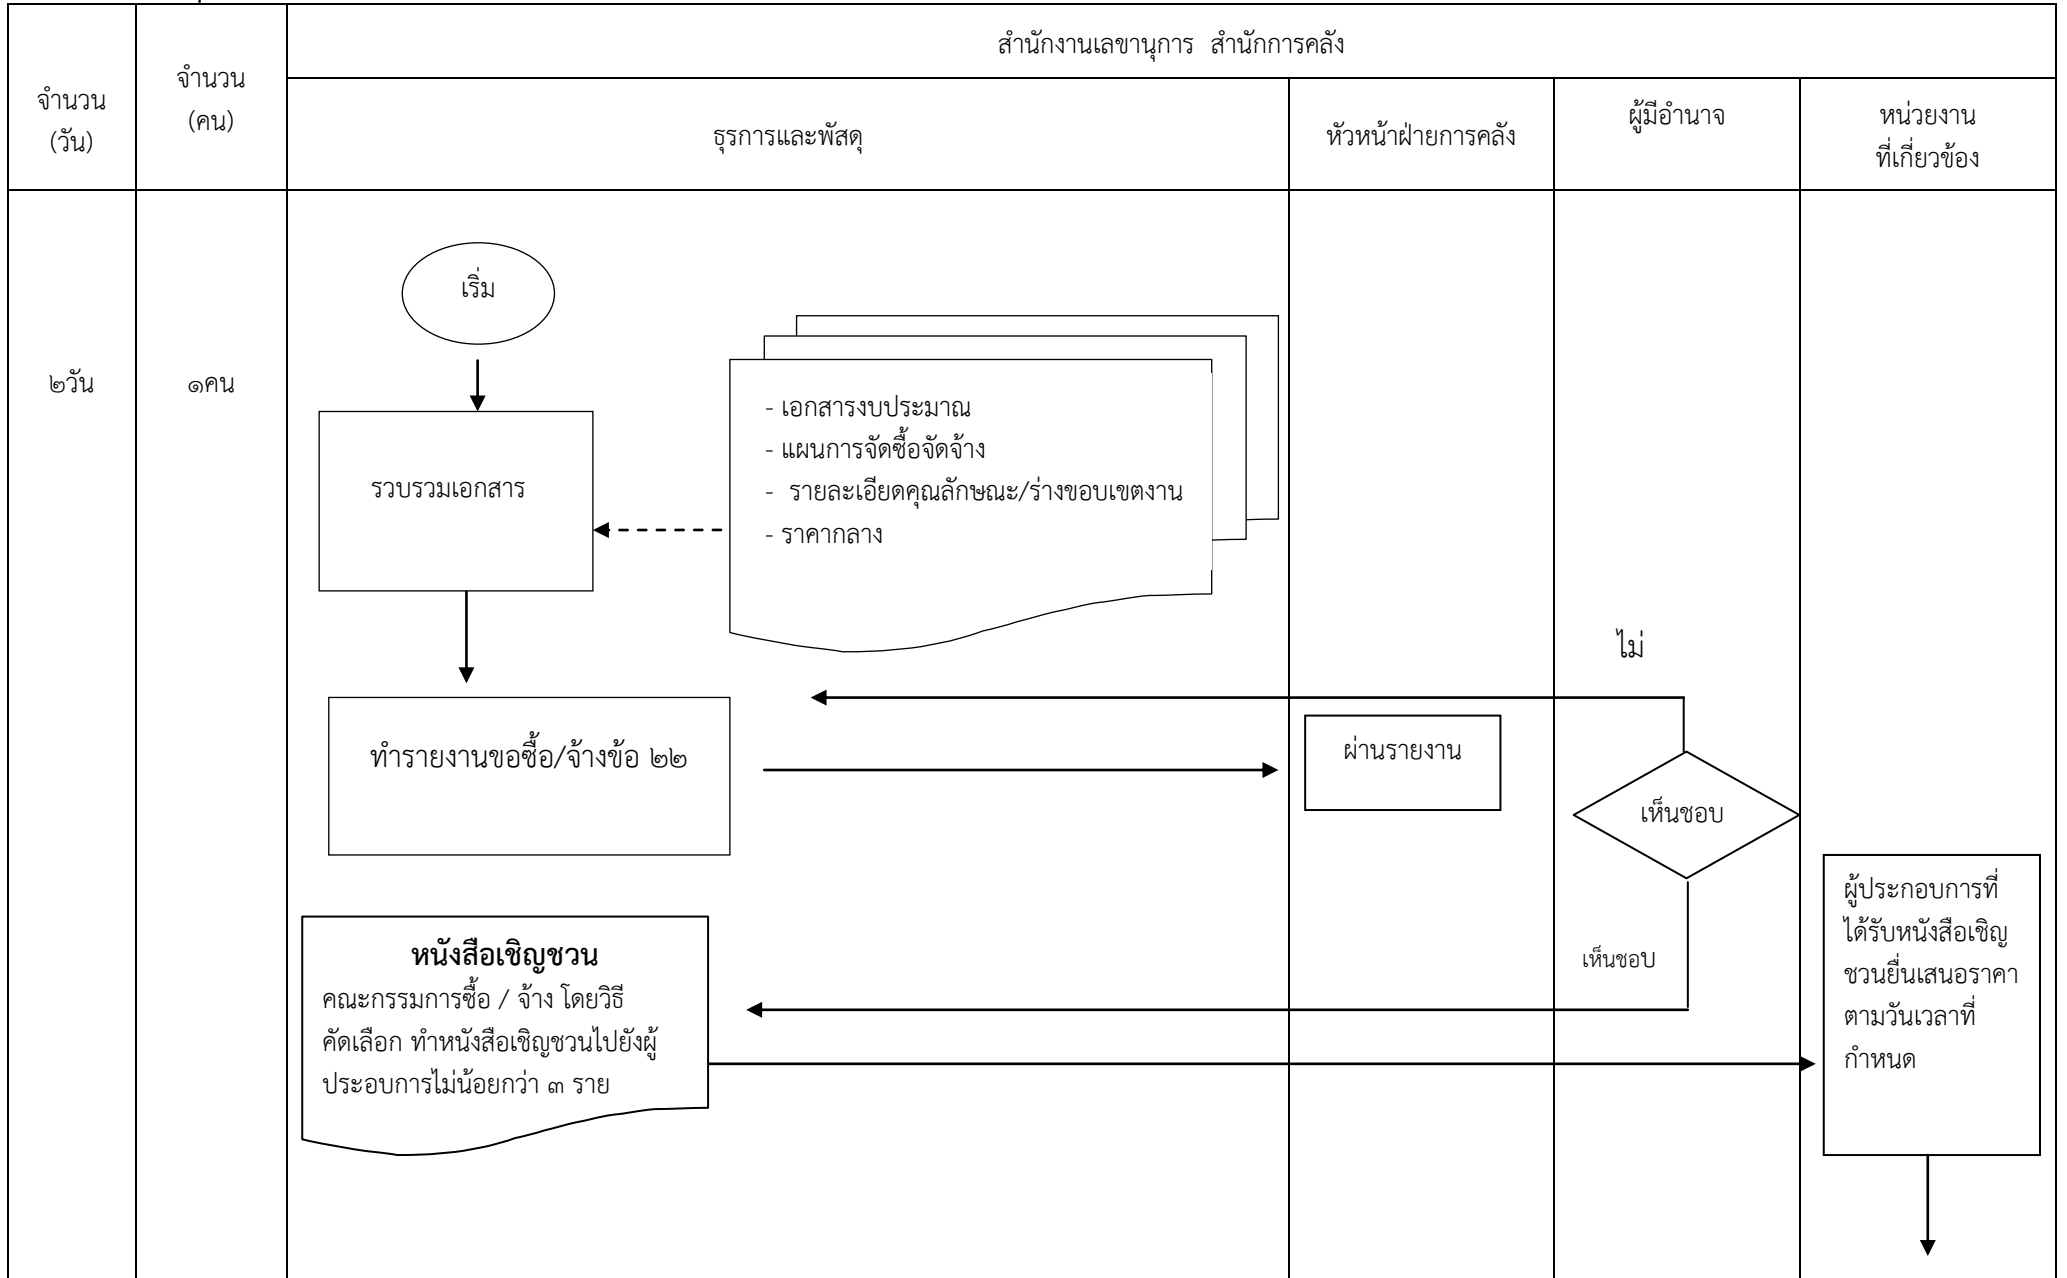 สำนักงานเลขานุการ สำนักการคลัง
จำนวน
(วัน)
จำนวน
(คน)
ธุรการและพัสดุ
หัวหน้าฝ่ายการคลัง
ผู้มีอำนาจ
หน่วยงาน
ที่เกี่ยวข้อง
เริ่ม
๒วัน
๑คน
- เอกสารงบประมาณ
- แผนการจัดซื้อจัดจ้าง
- รายละเอียดคุณลักษณะ/ร่างขอบเขตงาน
- ราคากลาง
รวบรวมเอกสาร
ไม่
ทำรายงานขอซื้อ/จ้างข้อ ๒๒
ผ่านรายงาน
เห็นชอบ
เห็นชอบ
หนังสือเชิญชวน
คณะกรรมการซื้อ / จ้าง โดยวิธี
คัดเลือก ทำหนังสือเชิญชวนไปยังผู้
ประอบการไม่น้อยกว่า ๓ ราย
ผู้ประกอบการที่
ได้รับหนังสือเชิญ
ชวนยื่นเสนอราคา
ตามวันเวลาที่
กำหนด